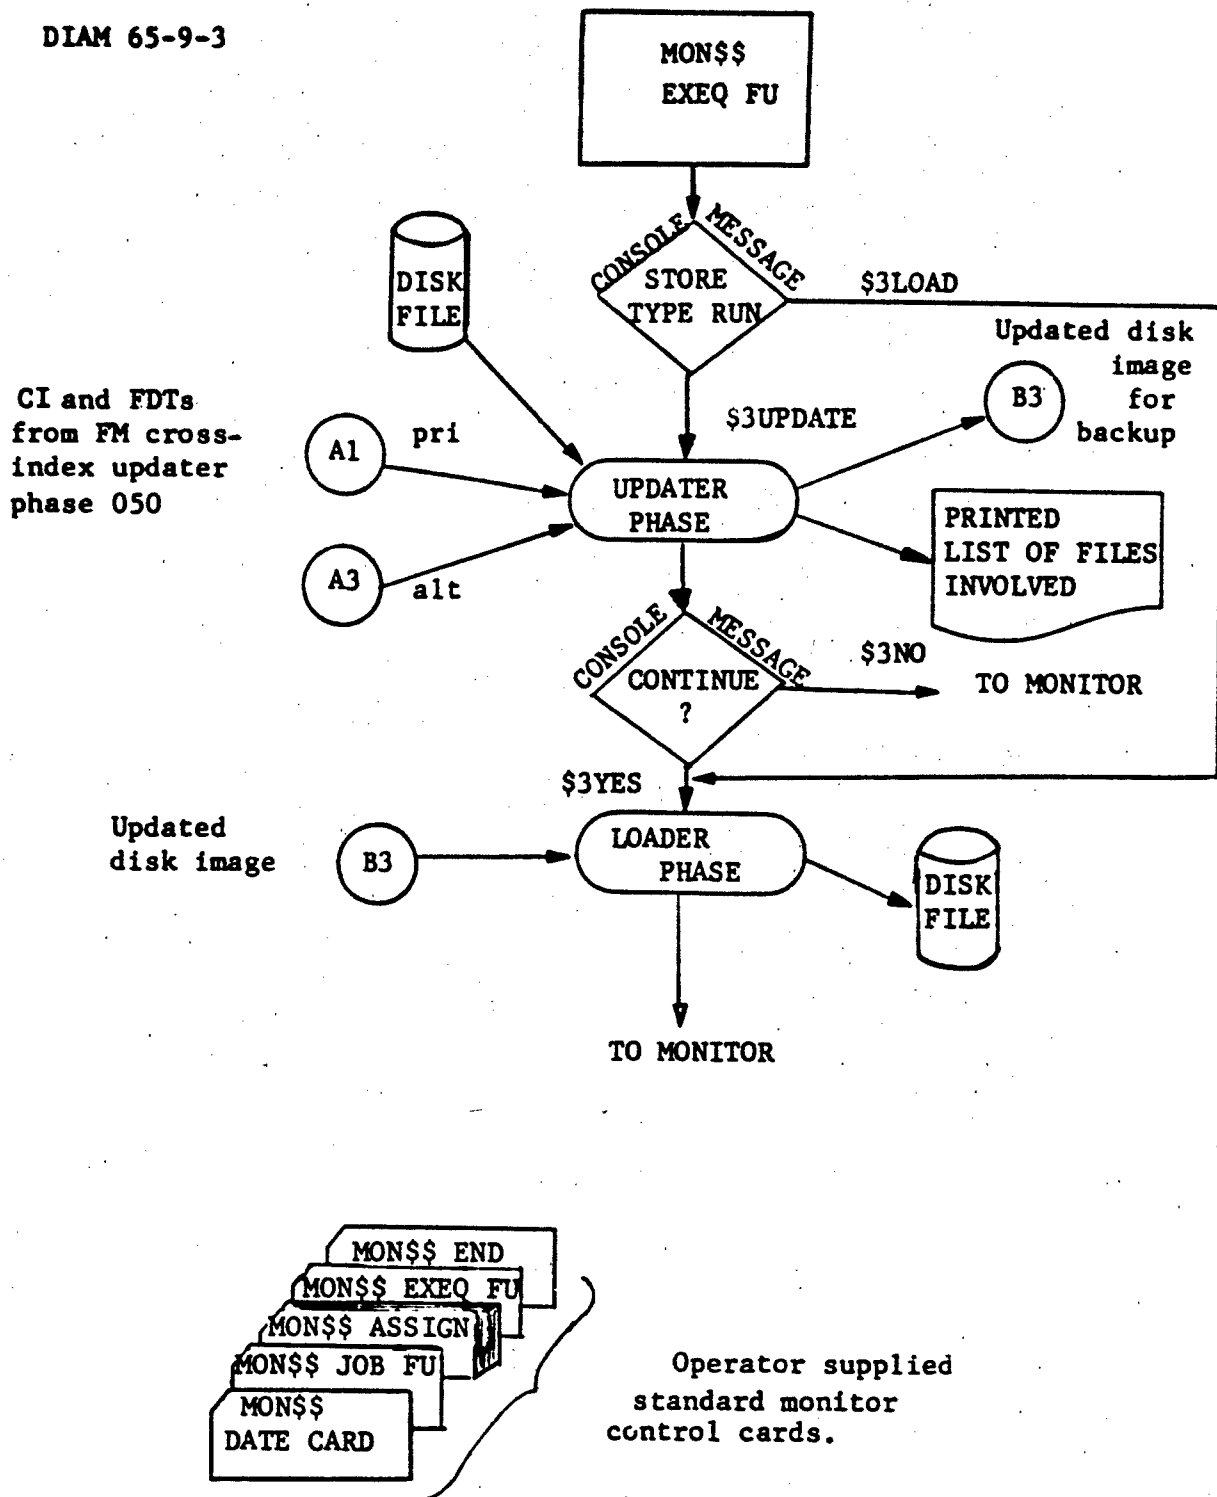 DIAM 65-9-3
MON$$
EXEQ FU
CONSOLE MESSAGE
STORE
TYPE RUN
$3LOAD
DISK
FILE
Updated disk
image
for
backup
B3
CI and FDTs
from FM cross-
index updater
phase 050
A1
pri
$3UPDATE
UPDATER
PHASE
PRINTED
LIST OF FILES
INVOLVED
A3
alt
CONSOLE MESSAGE
CONTINUE
?
$3NO
TO MONITOR
$3YES
Updated
disk image
B3
LOADER
PHASE
DISK
FILE
TO MONITOR
MON$$ END
MON$$ EXEQ FU
MON$$ ASSIGN
MON$$ JOB FU
MON$$
DATE CARD
Operator supplied
standard monitor
control cards.